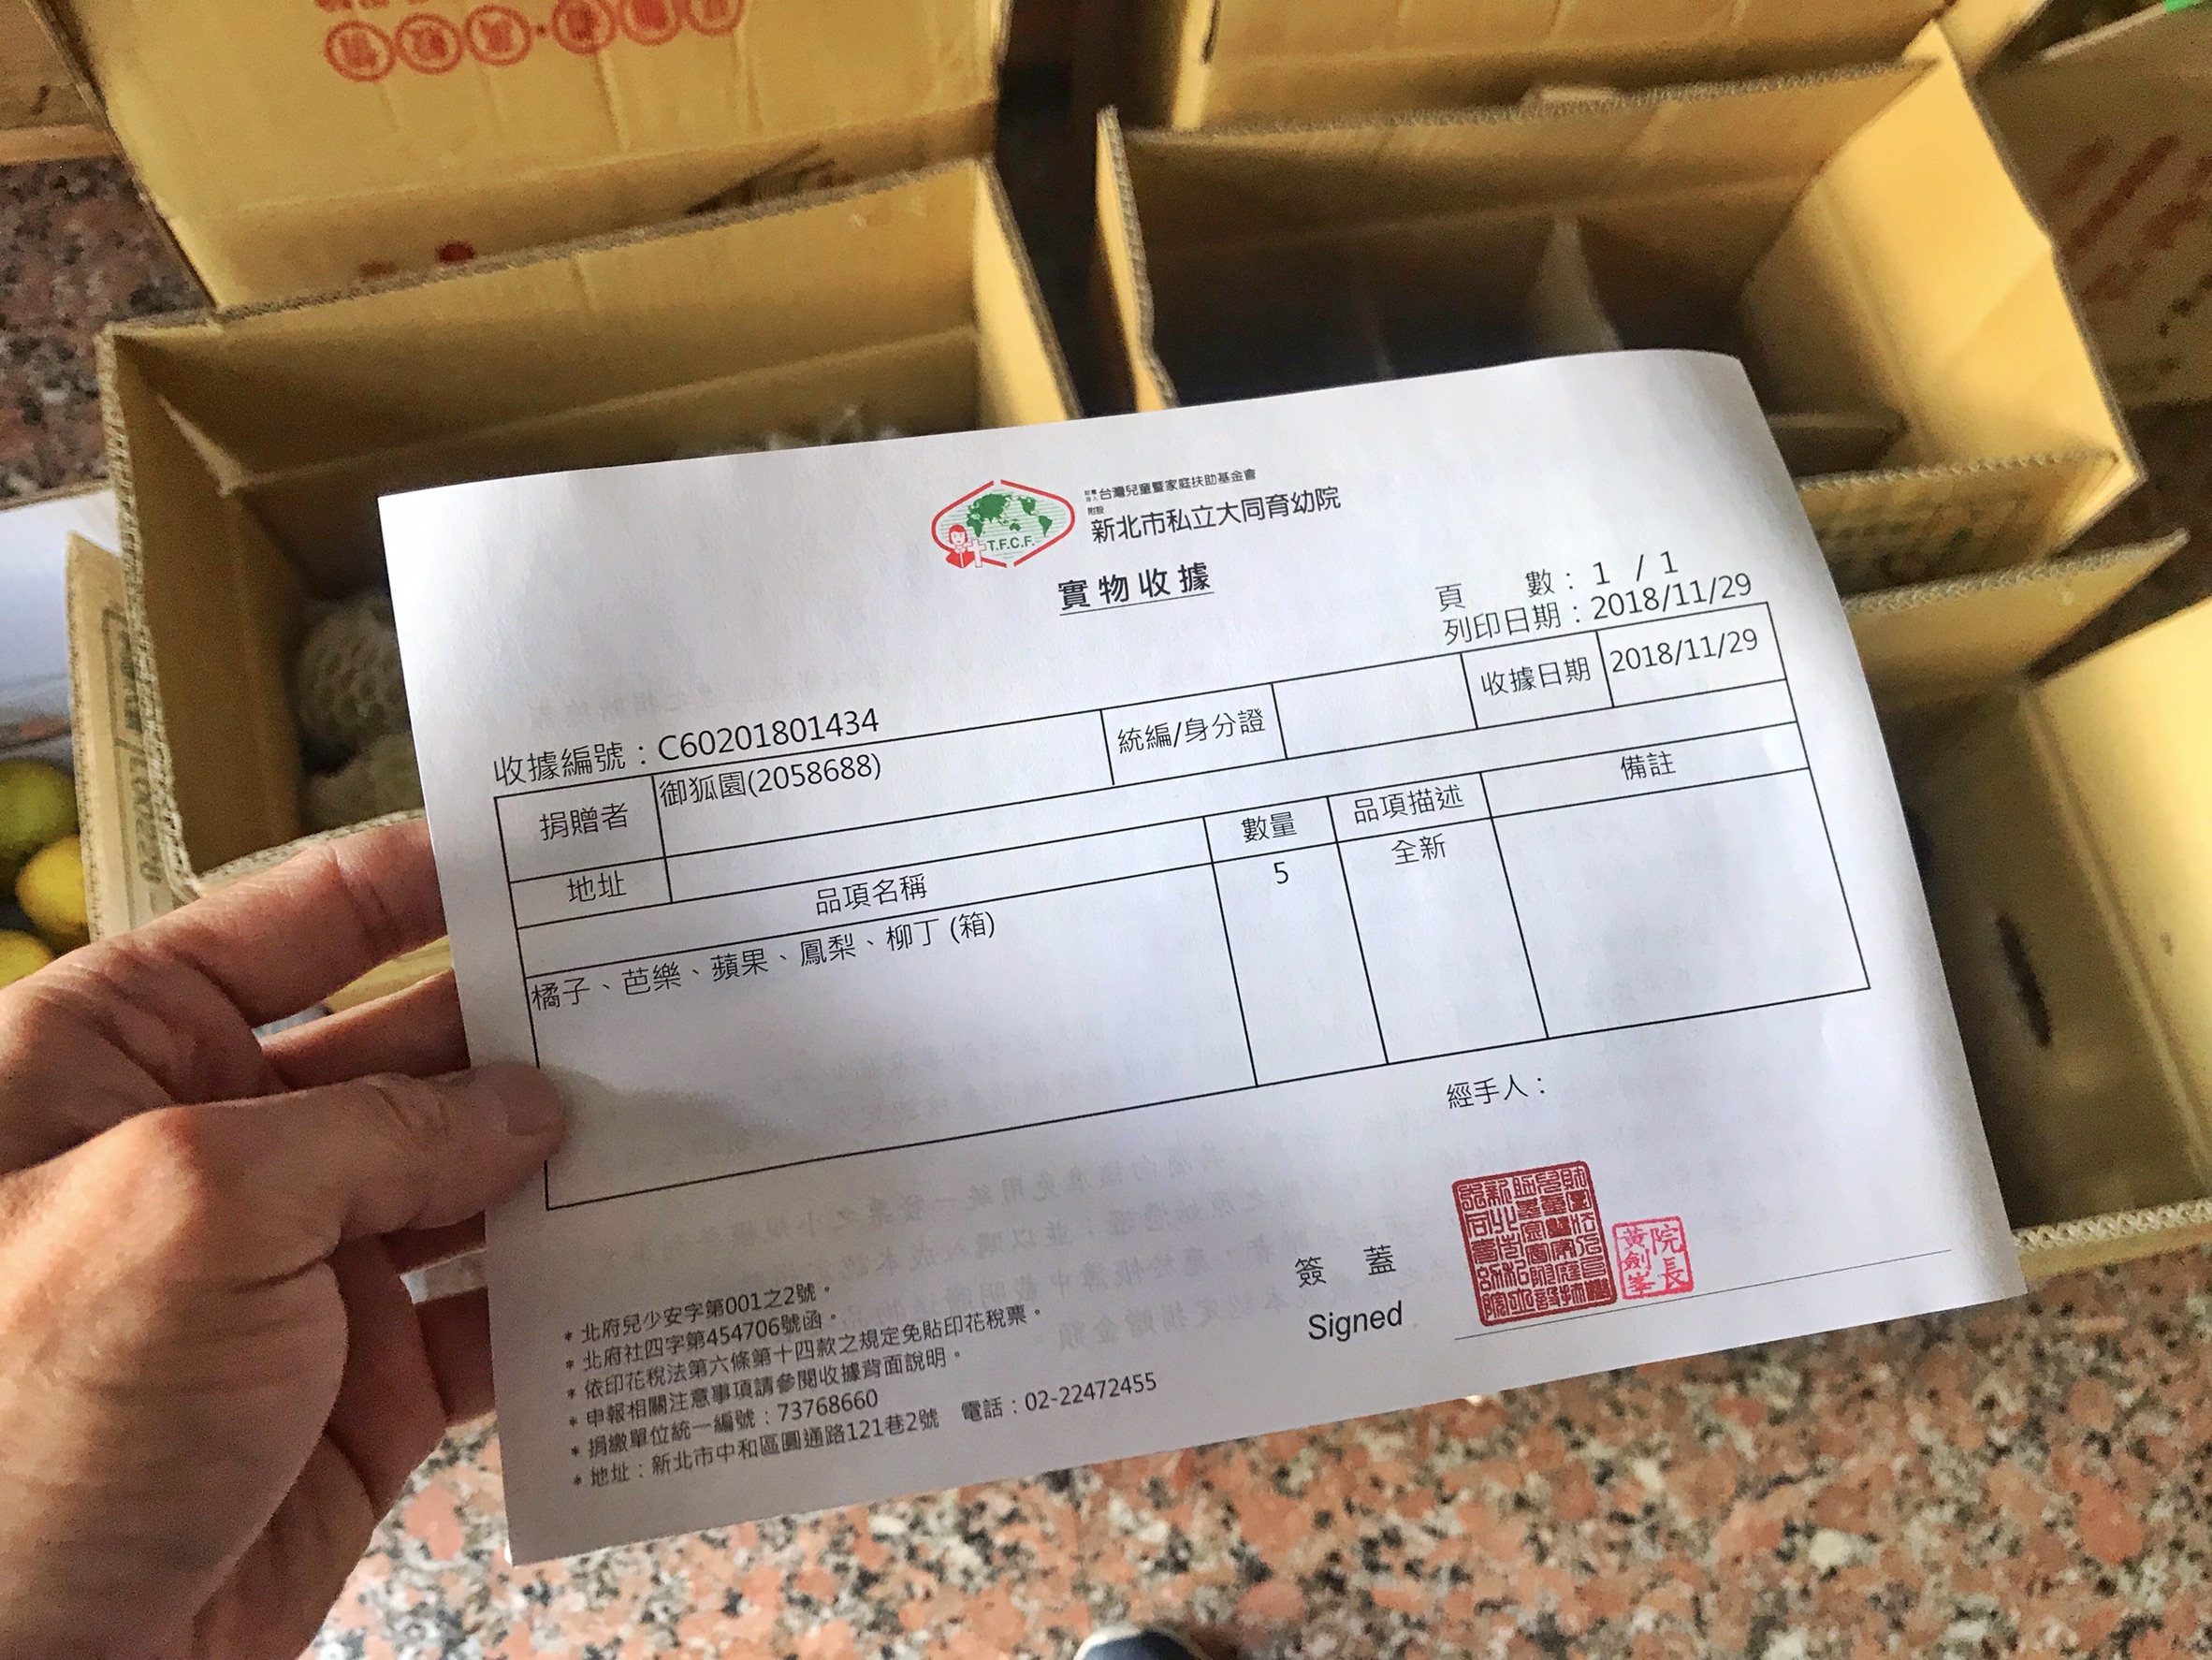 財團法人 台灣兒童暨家庭扶助基金會
附設
新北市私立大同育幼院
T.F.C.F.
實物收據
頁 數：1 / 1
列印日期：2018/11/29
收據編號：C60201801434
捐贈者 御狐園(2058688) 統編/身分證 收據日期 2018/11/29
地址
品項名稱 數量 品項描述 備註
橘子、芭樂、蘋果、鳳梨、柳丁 (箱) 5 全新
經手人：
簽 蓋
Signed
院長
黃劍峯
* 北府兒少安字第001之2號。
* 北府社四字第454706號函。
* 依印花稅法第六條第十四款之規定免貼印花稅票。
* 申報相關注意事項請參閱收據背面說明。
* 捐繳單位統一編號：73768660
* 地址：新北市中和區圓通路121巷2號 電話：02-22472455